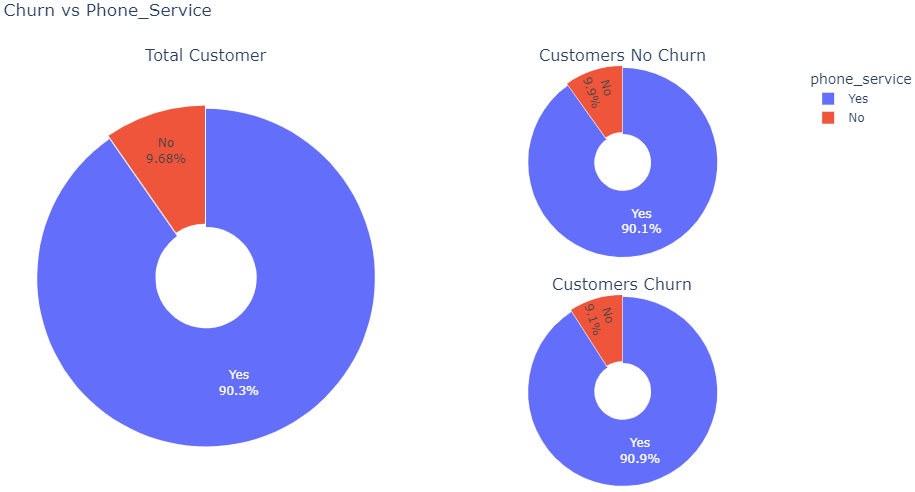 Churn vs Phone_Service
Total Customer
No
9.68%
Yes
90.3%
Customers No Churn
No
9.9%
Yes
90.1%
Customers Churn
No
9.1%
Yes
90.9%
phone_service
Yes
No